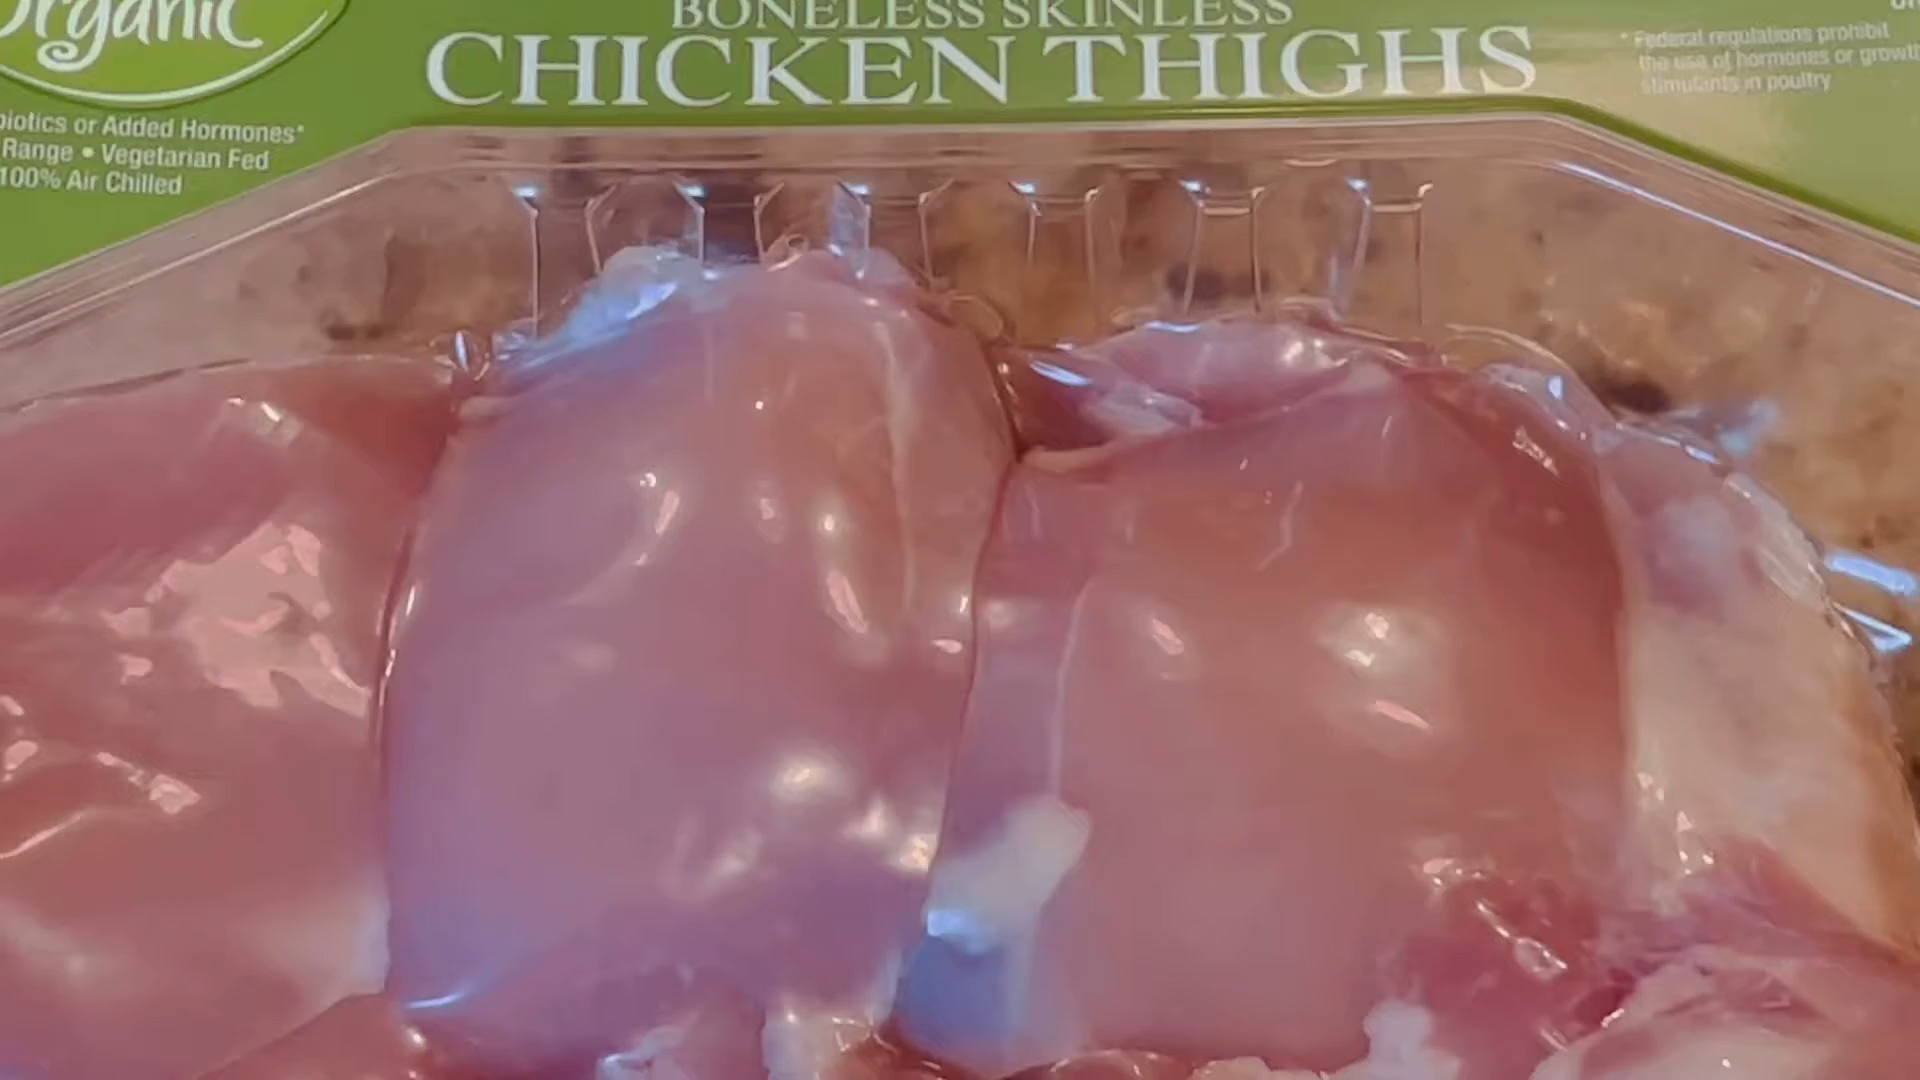 Organic
BONELESS SKINLESS
CHICKEN THIGHS
* Federal regulations prohibit
the use of hormones or growth
stimulants in poultry
biotics or Added Hormones*
Range • Vegetarian Fed
100% Air Chilled